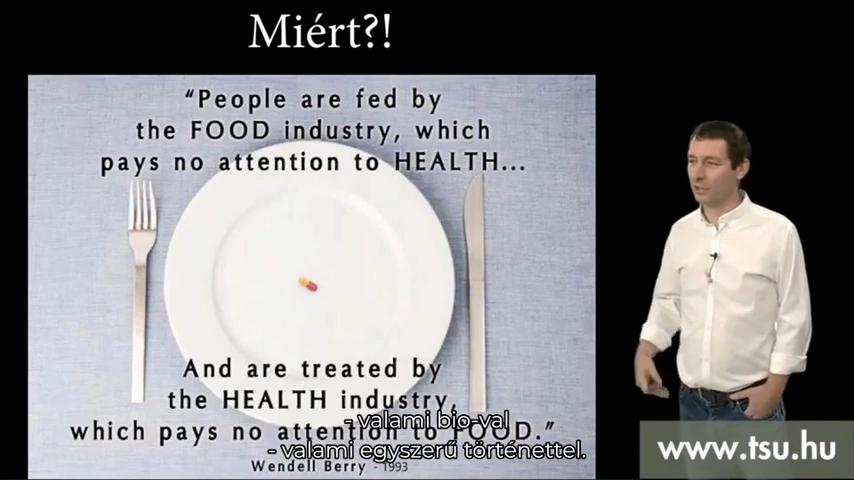 Miért?!
“People are fed by
the FOOD industry, which
pays no attention to HEALTH...
And are treated by
the HEALTH industry,
which pays no attention to FOOD.”
- valami bio-val
- valami egyszerű történettel.
Wendell Berry - 1993
www.tsu.hu